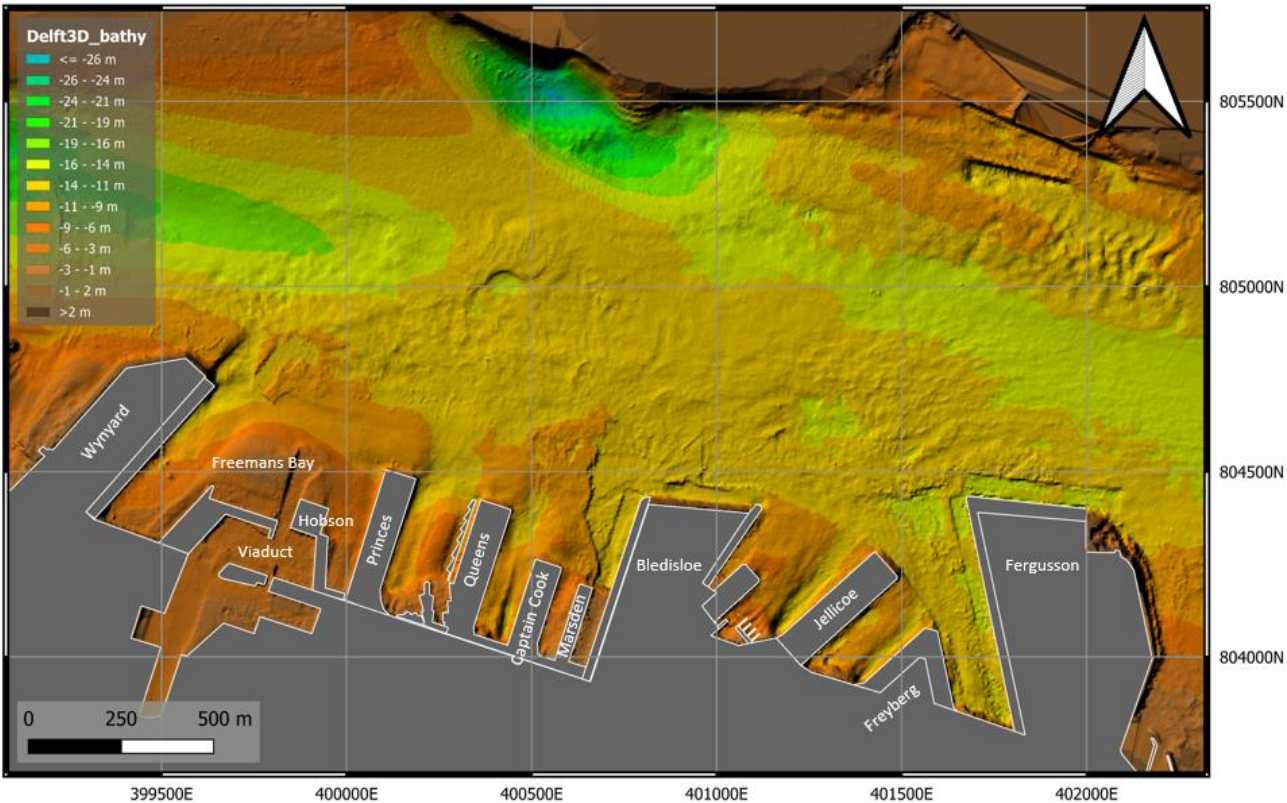 Delft3D_bathy
<= -26 m
-26 - -24 m
-24 - -21 m
-21 - -19 m
-19 - -16 m
-16 - -14 m
-14 - -11 m
-11 - -9 m
-9 - -6 m
-6 - -3 m
-3 - -1 m
-1 - 2 m
>2 m
805500N
805000N
804500N
804000N
Wynyard
Freemans Bay
Hobson
Viaduct
Princes
Queens
Captain Cook
Marsden
Bledisloe
Jellicoe
Freyberg
Fergusson
0 250 500 m
399500E 400000E 400500E 401000E 401500E 402000E